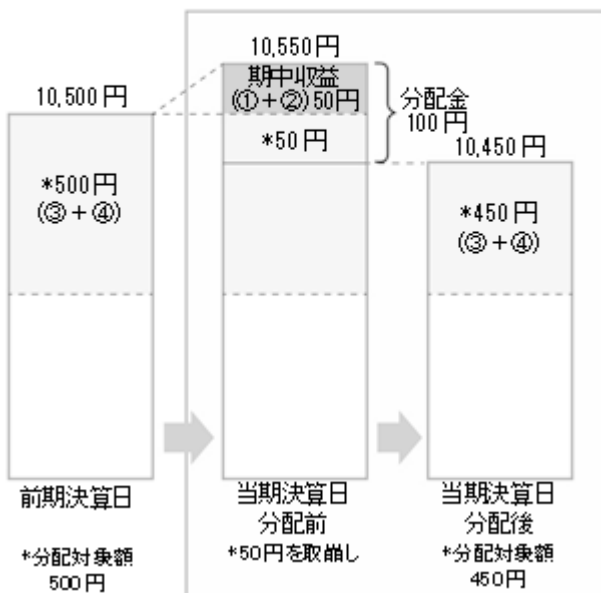 10,500円
*500円
(③+④)
前期決算日
*分配対象額
500円
10,550円
期中収益
(①+②)50円
*50円
分配金
100円
当期決算日
分配前
*50円を取崩し
10,450円
*450円
(③+④)
当期決算日
分配後
*分配対象額
450円